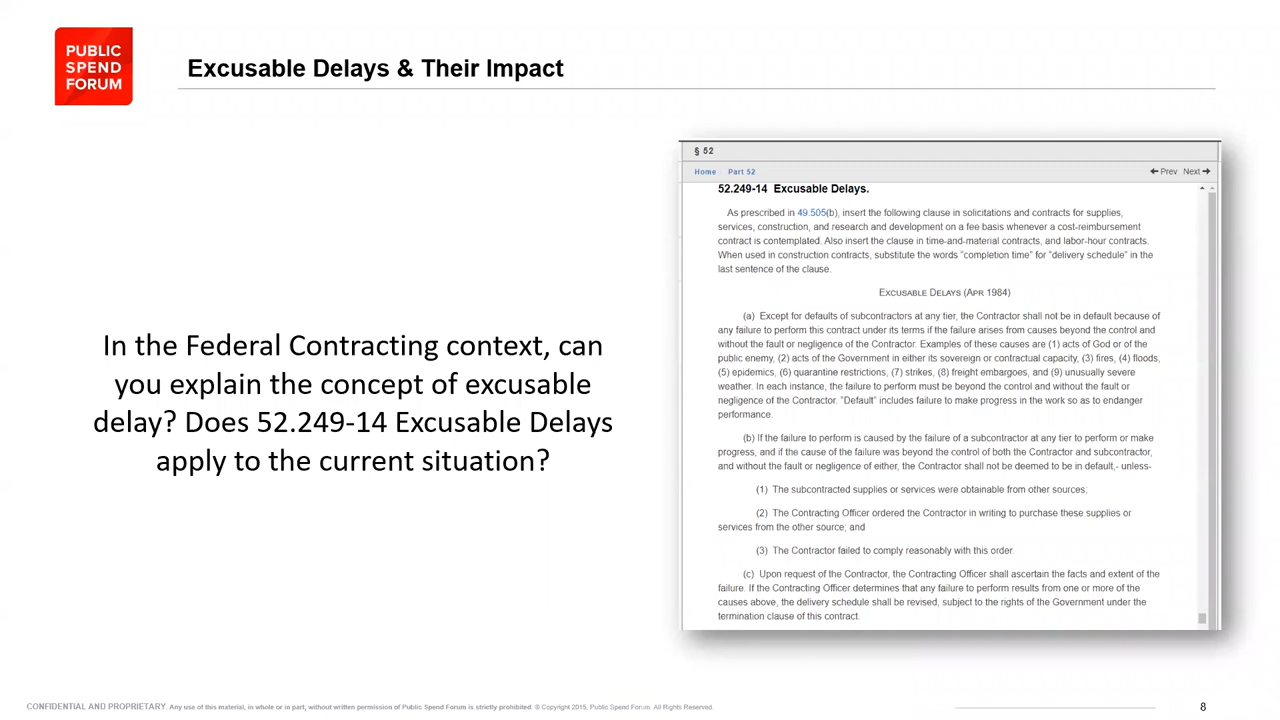 PUBLIC
SPEND
FORUM
Excusable Delays & Their Impact
In the Federal Contracting context, can
you explain the concept of excusable
delay? Does 52.249-14 Excusable Delays
apply to the current situation?
§ 52
Home Part 52
Prev Next
52.249-14 Excusable Delays.
As prescribed in 49.505(b), insert the following clause in solicitations and contracts for supplies,
services, construction, and research and development on a fee basis whenever a cost-reimbursement
contract is contemplated. Also insert the clause in time-and-material contracts, and labor-hour contracts.
When used in construction contracts, substitute the words “completion time” for “delivery schedule” in the
last sentence of the clause.
Excusable Delays (Apr 1984)
(a) Except for defaults of subcontractors at any tier, the Contractor shall not be in default because of
any failure to perform this contract under its terms if the failure arises from causes beyond the control and
without the fault or negligence of the Contractor. Examples of these causes are (1) acts of God or of the
public enemy, (2) acts of the Government in either its sovereign or contractual capacity, (3) fires, (4) floods,
(5) epidemics, (6) quarantine restrictions, (7) strikes, (8) freight embargoes, and (9) unusually severe
weather. In each instance, the failure to perform must be beyond the control and without the fault or
negligence of the Contractor. “Default” includes failure to make progress in the work so as to endanger
performance.
(b) If the failure to perform is caused by the failure of a subcontractor at any tier to perform or make
progress, and if the cause of the failure was beyond the control of both the Contractor and subcontractor,
and without the fault or negligence of either, the Contractor shall not be deemed to be in default,- unless-
(1) The subcontracted supplies or services were obtainable from other sources;
(2) The Contracting Officer ordered the Contractor in writing to purchase these supplies or
services from the other source; and
(3) The Contractor failed to comply reasonably with this order.
(c) Upon request of the Contractor, the Contracting Officer shall ascertain the facts and extent of the
failure. If the Contracting Officer determines that any failure to perform results from one or more of the
causes above, the delivery schedule shall be revised, subject to the rights of the Government under the
termination clause of this contract.
CONFIDENTIAL AND PROPRIETARY. Any use of this material, in whole or in part, without written permission of Public Spend Forum is strictly prohibited. © Copyright 2015, Public Spend Forum. All Rights Reserved.
8